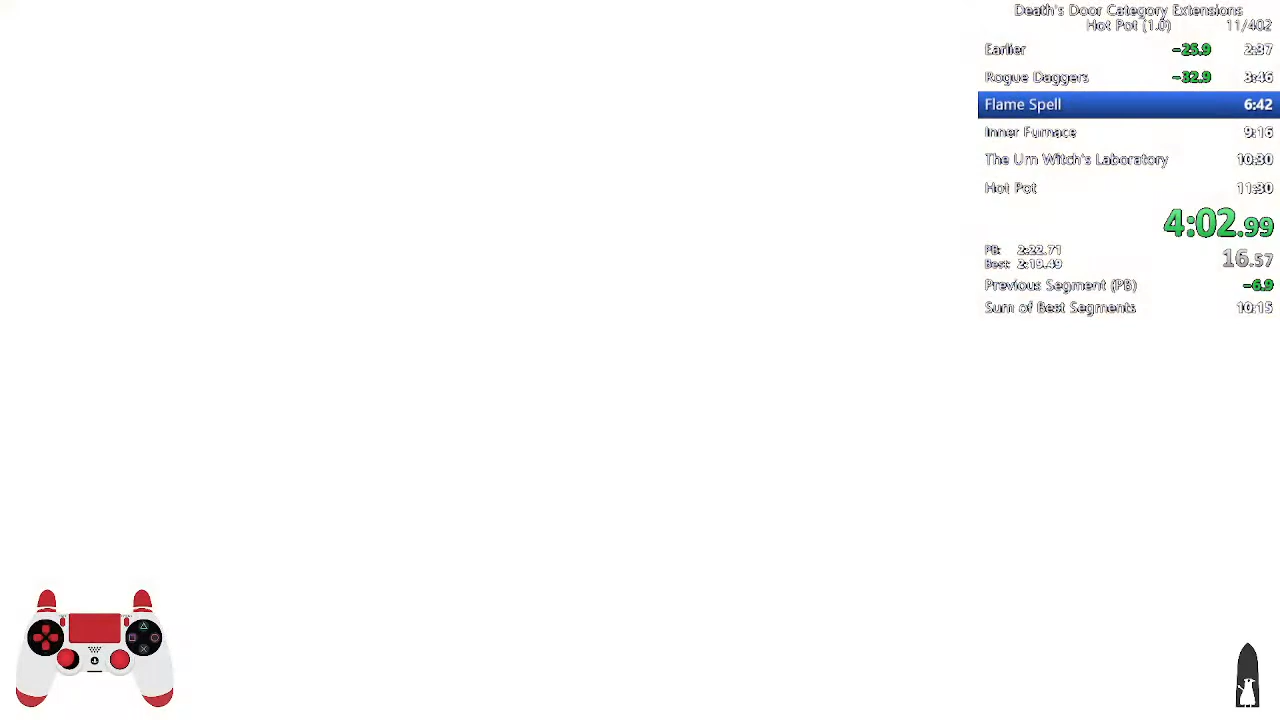 Death's Door Category Extensions
Hot Pot (1.0) 11/402
Earlier -25.9 2:37
Rogue Daggers -32.9 3:46
Flame Spell 6:42
Inner Furnace 9:16
The Urn Witch's Laboratory 10:30
Hot Pot 11:30
4:02.99
PB: 2:22.71
Best: 2:19.49
16.57
Previous Segment (PB) -6.9
Sum of Best Segments 10:15